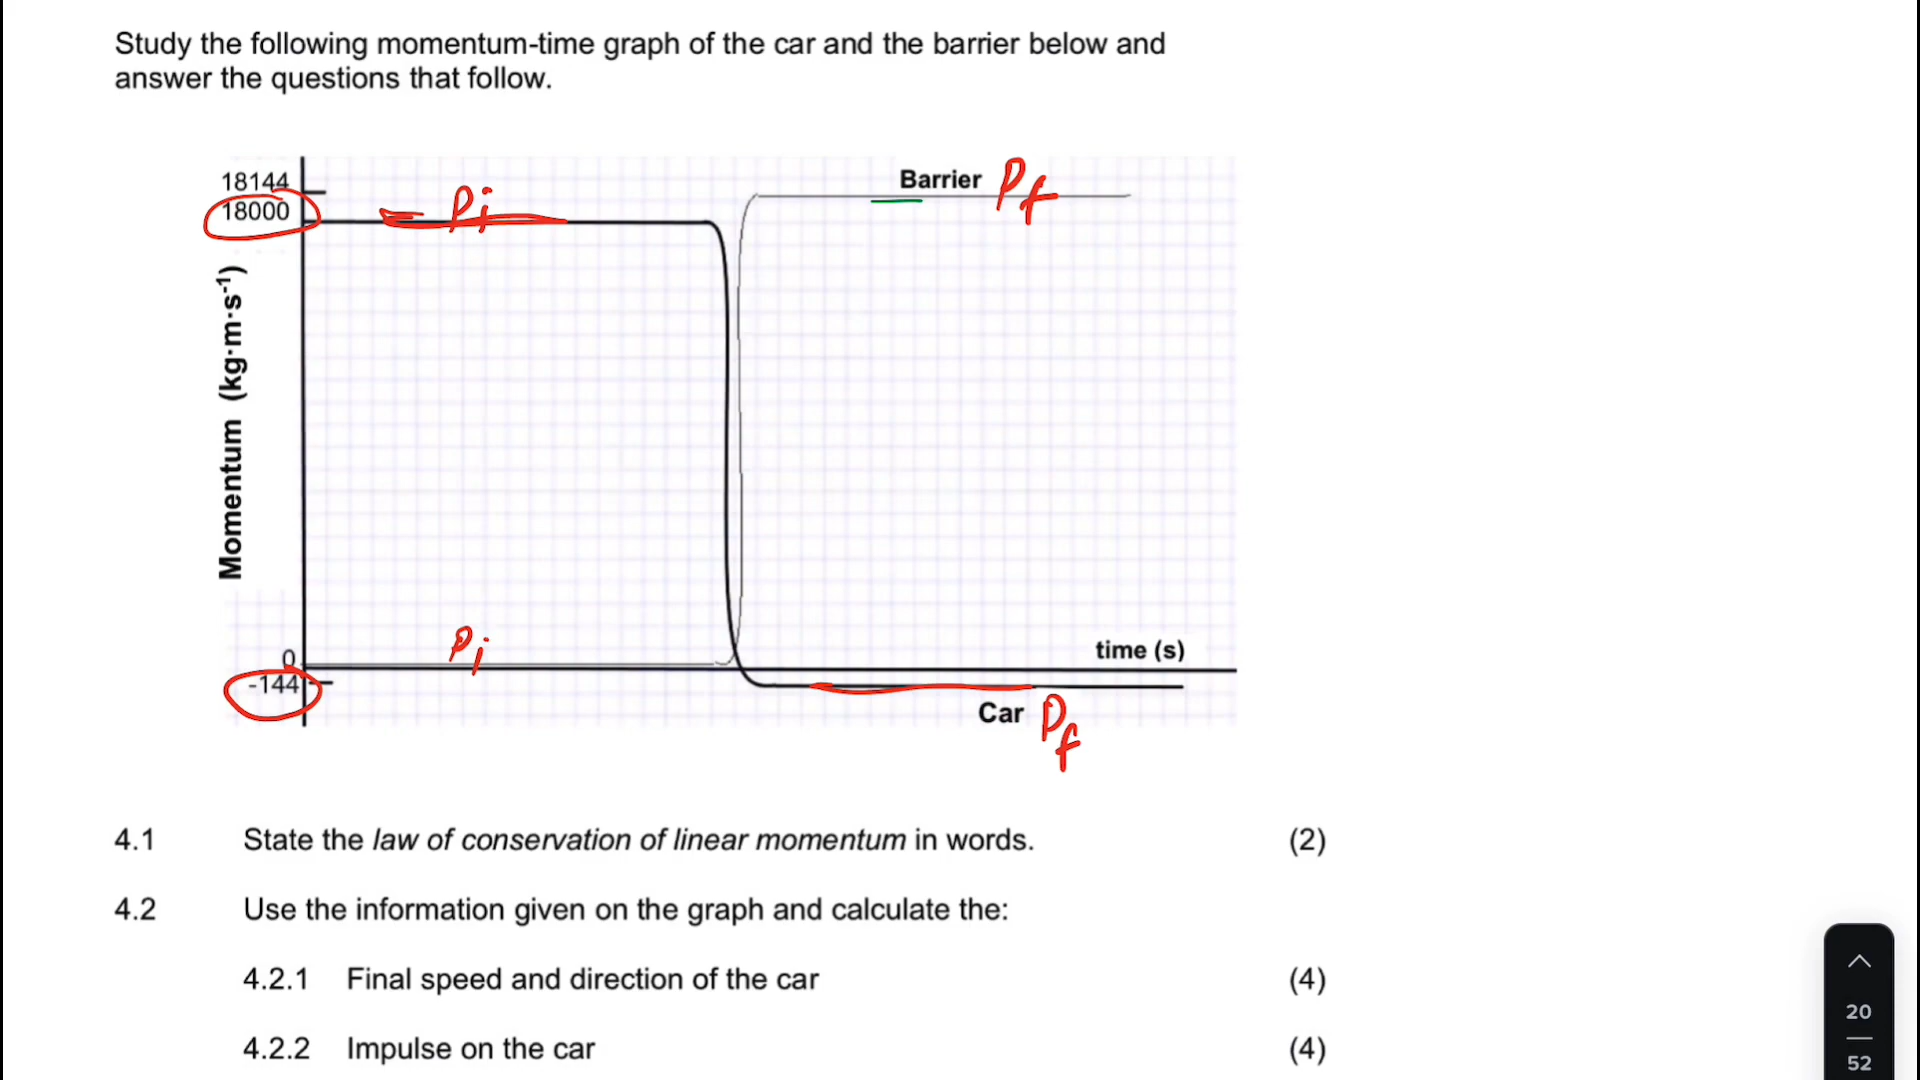 Study the following momentum-time graph of the car and the barrier below and
answer the questions that follow.
18144
18000
= Pi
Barrier Pf
Momentum (kg·m·s-1)
Pi
0
time (s)
-144
Car Pf
4.1 State the law of conservation of linear momentum in words. (2)
4.2 Use the information given on the graph and calculate the:
4.2.1 Final speed and direction of the car (4)
4.2.2 Impulse on the car (4)
20
52